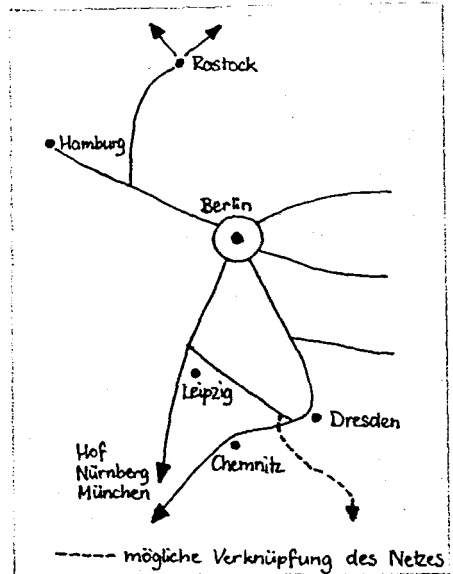 Rostock
Hamburg
Berlin
Leipzig
Dresden
Hof
Nürnberg
München
Chemnitz
---- mögliche Verknüpfung des Netzes